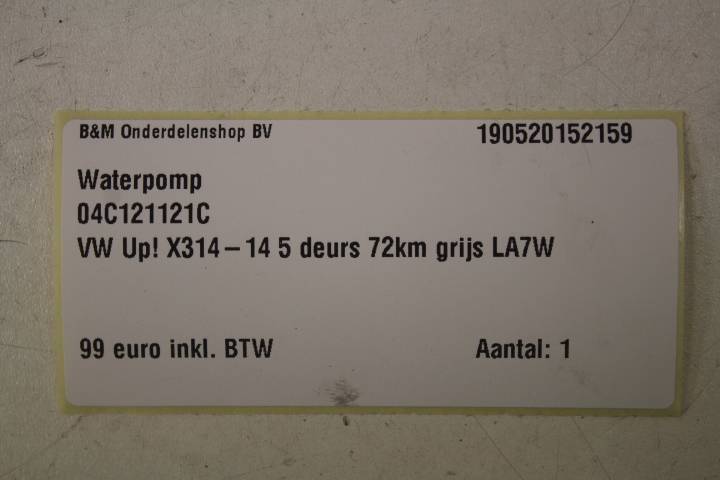 B&M Onderdelenshop BV 190520152159
Waterpomp
04C121121C
VW Up! X314-14 5 deurs 72km grijs LA7W
99 euro inkl. BTW Aantal: 1